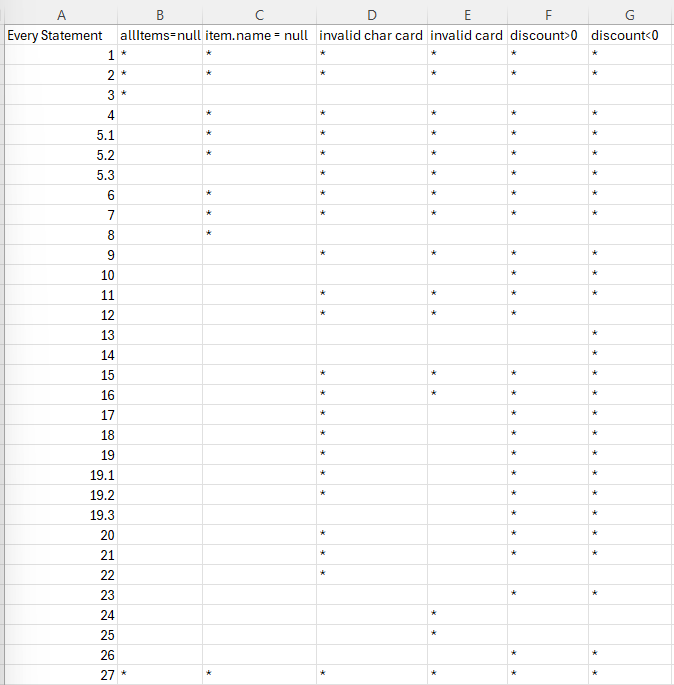 A B C D E F G
Every Statement allItems=null item.name = null invalid char card invalid card discount>0 discount<0
1 * * * * * *
2 * * * * * *
3 *
4 * * * * *
5.1 * * * * *
5.2 * * * * *
5.3 * * * *
6 * * * * *
7 * * * * *
8 *
9 * * * *
10 * *
11 * * * *
12 * * *
13 *
14 *
15 * * * *
16 * * * *
17 * * *
18 * * *
19 * * *
19.1 * * *
19.2 * * *
19.3 * *
20 * * *
21 * * *
22 *
23 * *
24 *
25 *
26 * *
27 * * * * * *